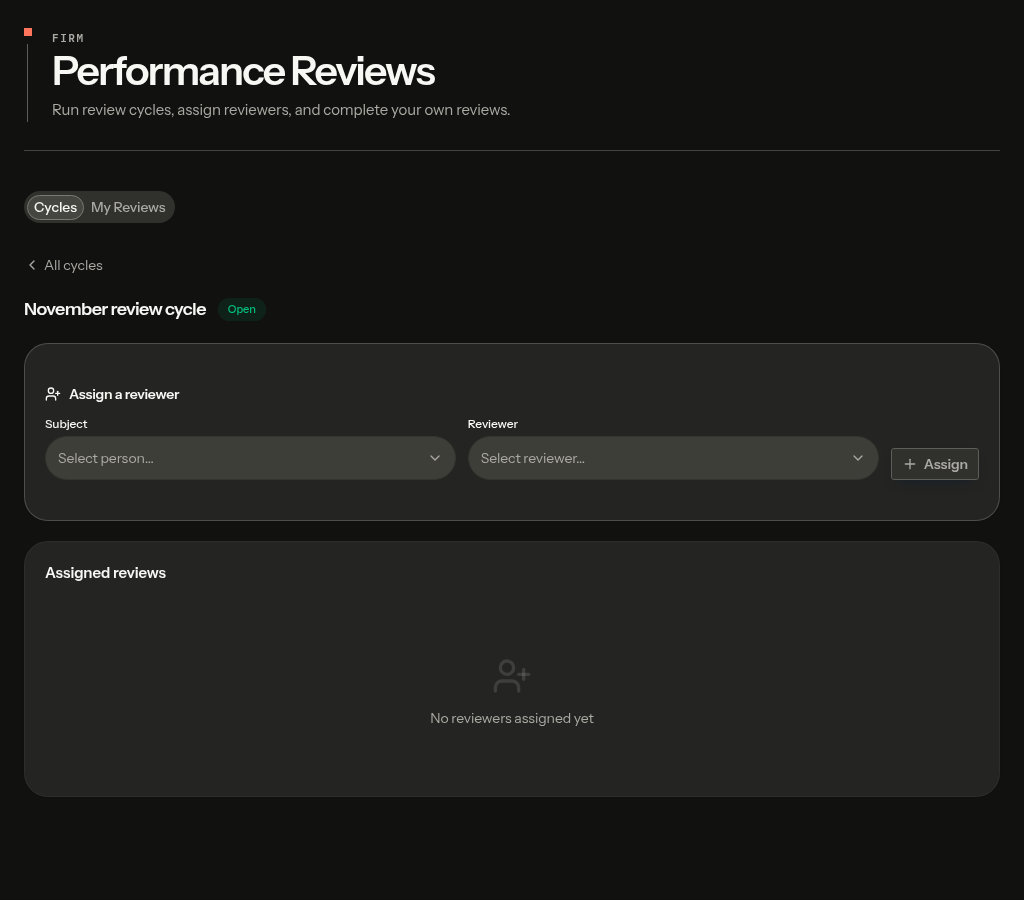 FIRM
Performance Reviews
Run review cycles, assign reviewers, and complete your own reviews.
Cycles My Reviews
All cycles
November review cycle Open
Assign a reviewer
Subject Reviewer
Select person... Select reviewer... Assign
Assigned reviews
No reviewers assigned yet